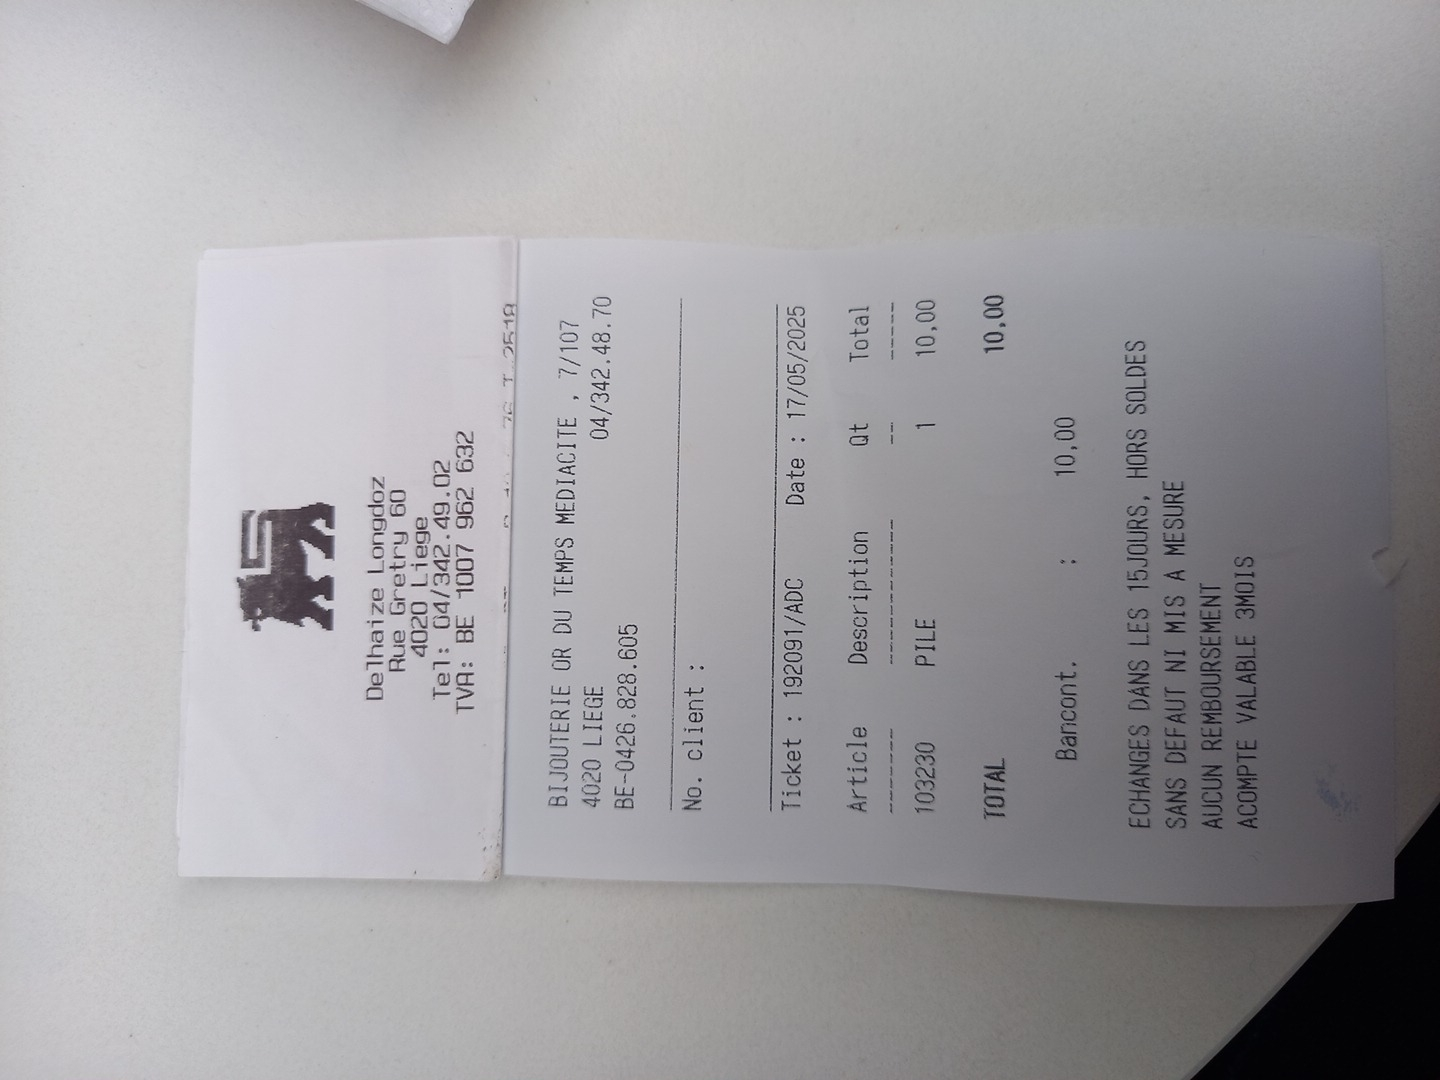 Delhaize Longdoz
Rue Gretry 60
4020 Liege
Tel: 04/342.49.02
TVA: BE 1007 962 632
BIJOUTERIE OR DU TEMPS MEDIACITE , 7/107
4020 LIEGE 04/342.48.70
BE-0426.828.605
No. client :
Ticket : 192091/ADC Date : 17/05/2025
Article Description Qt Total
------- ------------- -- -----
103230 PILE 1 10,00
TOTAL 10,00
Bancont. : 10,00
ECHANGES DANS LES 15JOURS, HORS SOLDES
SANS DEFAUT NI MIS A MESURE
AUCUN REMBOURSEMENT
ACOMPTE VALABLE 3MOIS